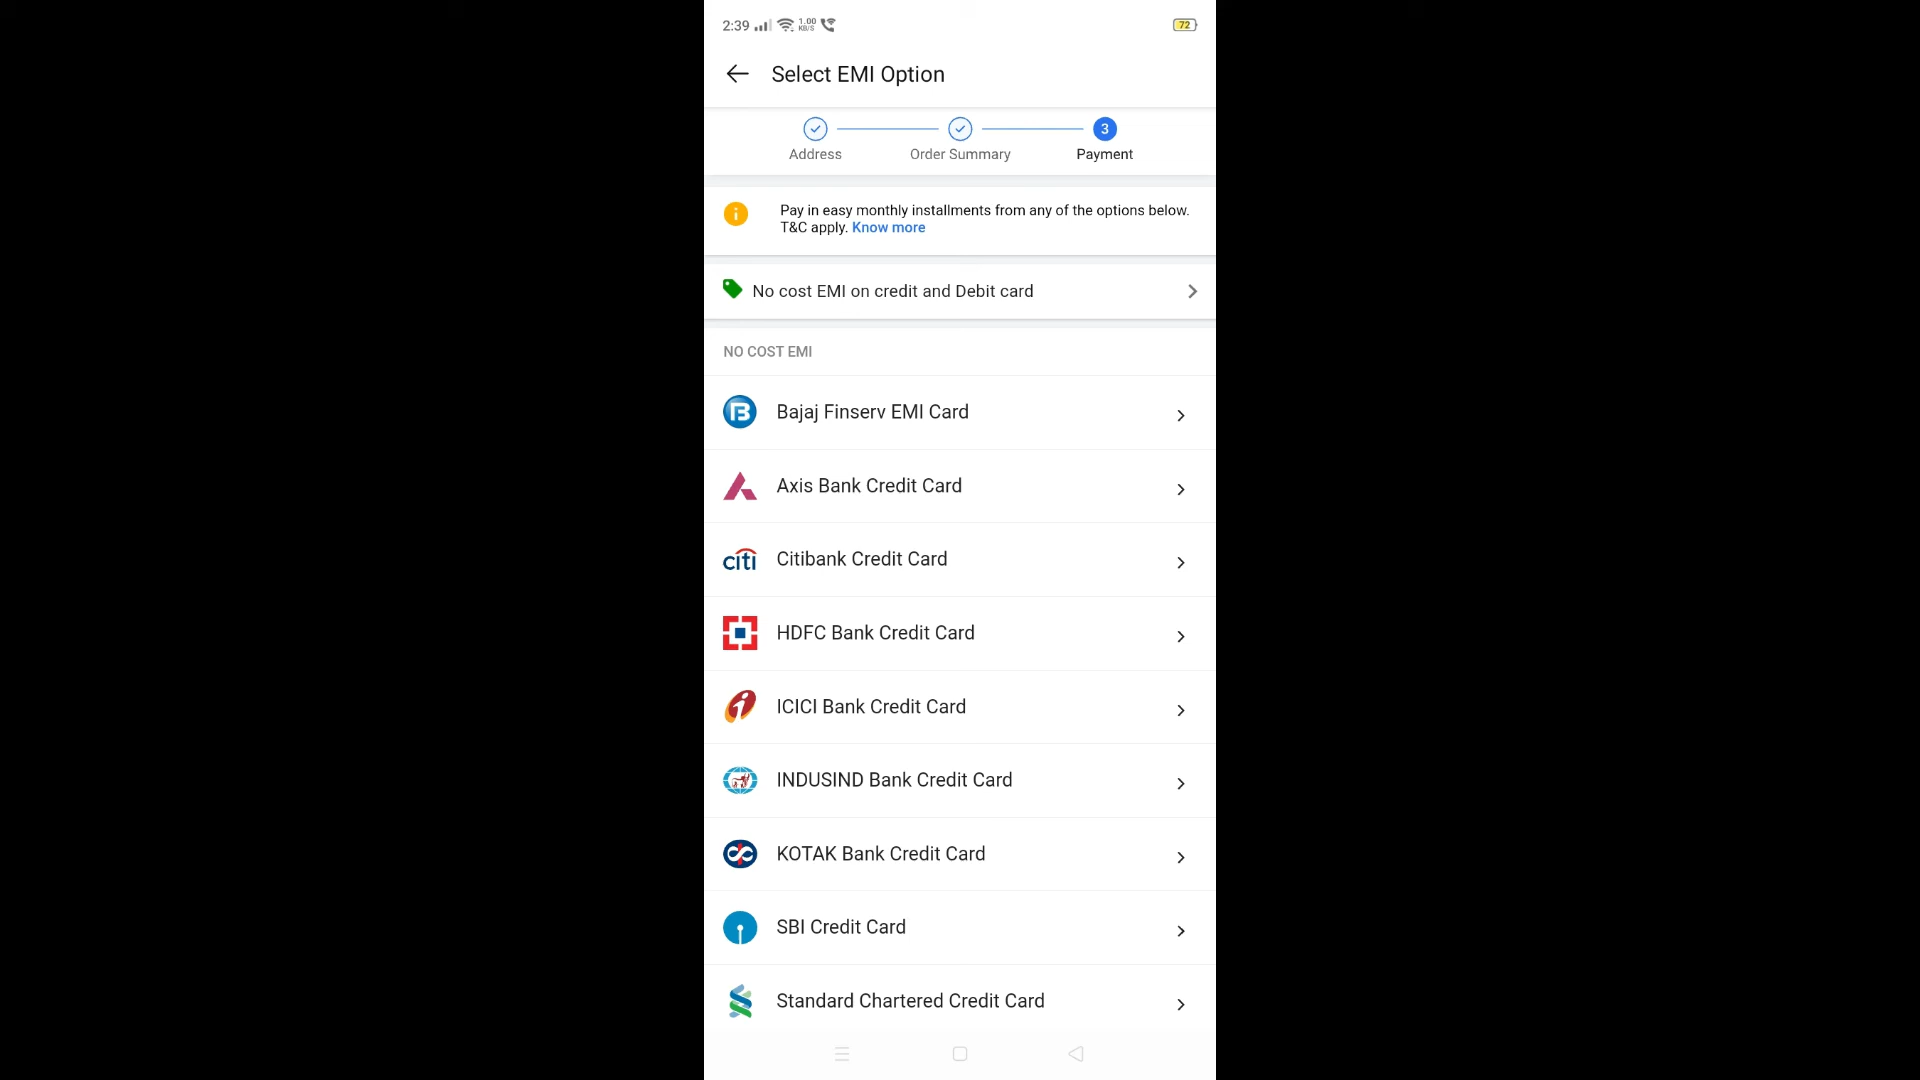 2:39
1.00
KB/S
72
Select EMI Option
3
Address
Order Summary
Payment
Pay in easy monthly installments from any of the options below.
T&C apply. Know more
No cost EMI on credit and Debit card
NO COST EMI
Bajaj Finserv EMI Card
Axis Bank Credit Card
citi Citibank Credit Card
HDFC Bank Credit Card
ICICI Bank Credit Card
INDUSIND Bank Credit Card
KOTAK Bank Credit Card
SBI Credit Card
Standard Chartered Credit Card